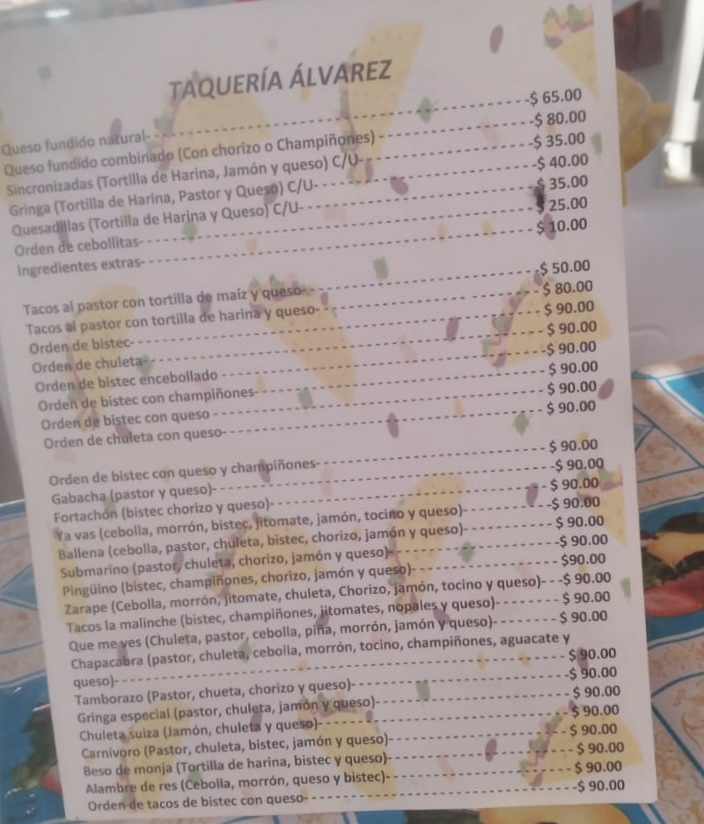 TAQUERÍA ÁLVAREZ
Queso fundido natural- - - - - - - - - - - - - - - - - - - -$ 65.00
Queso fundido combinado (Con chorizo o Champiñones) - - - - - - - - - -$ 80.00
Sincronizadas (Tortilla de Harina, Jamón y queso) C/U- - - - - - - - - - -$ 35.00
Gringa (Tortilla de Harina, Pastor y Queso) C/U- - - - - - - - - - - -$ 40.00
Quesadillas (Tortilla de Harina y Queso) C/U- - - - - - - - - - - - $ 35.00
Orden de cebollitas- - - - - - - - - - - - - - - - - - - - $ 25.00
Ingredientes extras- - - - - - - - - - - - - - - - - - - - $ 10.00
Tacos al pastor con tortilla de maíz y queso- - - - - - - - - - - -$ 50.00
Tacos al pastor con tortilla de harina y queso- - - - - - - - - - - - $ 80.00
Orden de bistec- - - - - - - - - - - - - - - - - - - - $ 90.00
Orden de chuleta- - - - - - - - - - - - - - - - - - - - $ 90.00
Orden de bistec encebollado - - - - - - - - - - - - - - - - -$ 90.00
Orden de bistec con champiñones- - - - - - - - - - - - - - - - $ 90.00
Orden de bistec con queso - - - - - - - - - - - - - - - - - - $ 90.00
Orden de chuleta con queso- - - - - - - - - - - - - - - - - - $ 90.00
Orden de bistec con queso y champiñones- - - - - - - - - - - - - - $ 90.00
Gabacha (pastor y queso)- - - - - - - - - - - - - - - - - - -$ 90.00
Fortachón (bistec chorizo y queso)- - - - - - - - - - - - - - - - $ 90.00
Ya vas (cebolla, morrón, bistec, jitomate, jamón, tocino y queso)- - - - - - -$ 90.00
Ballena (cebolla, pastor, chuleta, bistec, chorizo, jamón y queso)- - - - - - - $ 90.00
Submarino (pastor, chuleta, chorizo, jamón y queso)- - - - - - - - - - -$ 90.00
Pingüino (bistec, champiñones, chorizo, jamón y queso)- - - - - - - - - - $90.00
Zarape (Cebolla, morrón, jitomate, chuleta, Chorizo, jamón, tocino y queso)- - -$ 90.00
Tacos la malinche (bistec, champiñones, jitomates, nopales y queso)- - - - - - $ 90.00
Que me ves (Chuleta, pastor, cebolla, piña, morrón, jamón y queso)- - - - - - $ 90.00
Chapacabra (pastor, chuleta, cebolla, morrón, tocino, champiñones, aguacate y
queso)- - - - - - - - - - - - - - - - - - - - - - - - $ 90.00
Tamborazo (Pastor, chueta, chorizo y queso)- - - - - - - - - - - - -$ 90.00
Gringa especial (pastor, chuleta, jamón y queso)- - - - - - - - - - - $ 90.00
Chuleta suiza (Jamón, chuleta y queso)- - - - - - - - - - - - - - - $ 90.00
Carnívoro (Pastor, chuleta, bistec, jamón y queso)- - - - - - - - - - - $ 90.00
Beso de monja (Tortilla de harina, bistec y queso)- - - - - - - - - - - $ 90.00
Alambre de res (Cebolla, morrón, queso y bistec)- - - - - - - - - - - - $ 90.00
Orden de tacos de bistec con queso- - - - - - - - - - - - - - - - -$ 90.00